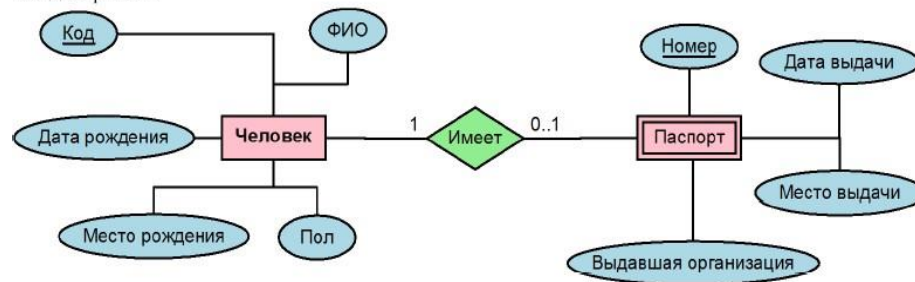 Код
ФИО
Номер
Дата выдачи
Дата рождения
Человек
1
Имеет
0..1
Паспорт
Место рождения
Пол
Место выдачи
Выдавшая организация